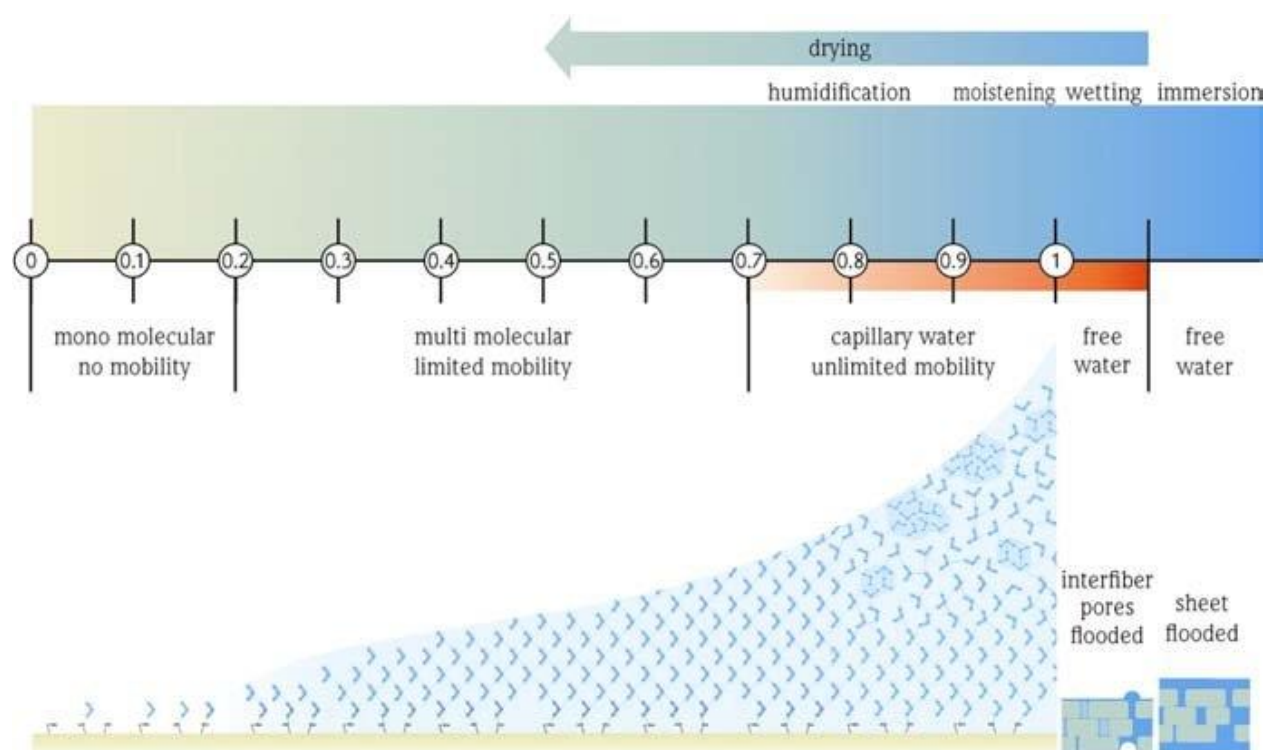 drying
humidification moistening wetting immersion
0 0.1 0.2 0.3 0.4 0.5 0.6 0.7 0.8 0.9 1
mono molecular
no mobility
multi molecular
limited mobility
capillary water
unlimited mobility
free
water
free
water
interfiber
pores
flooded
sheet
flooded